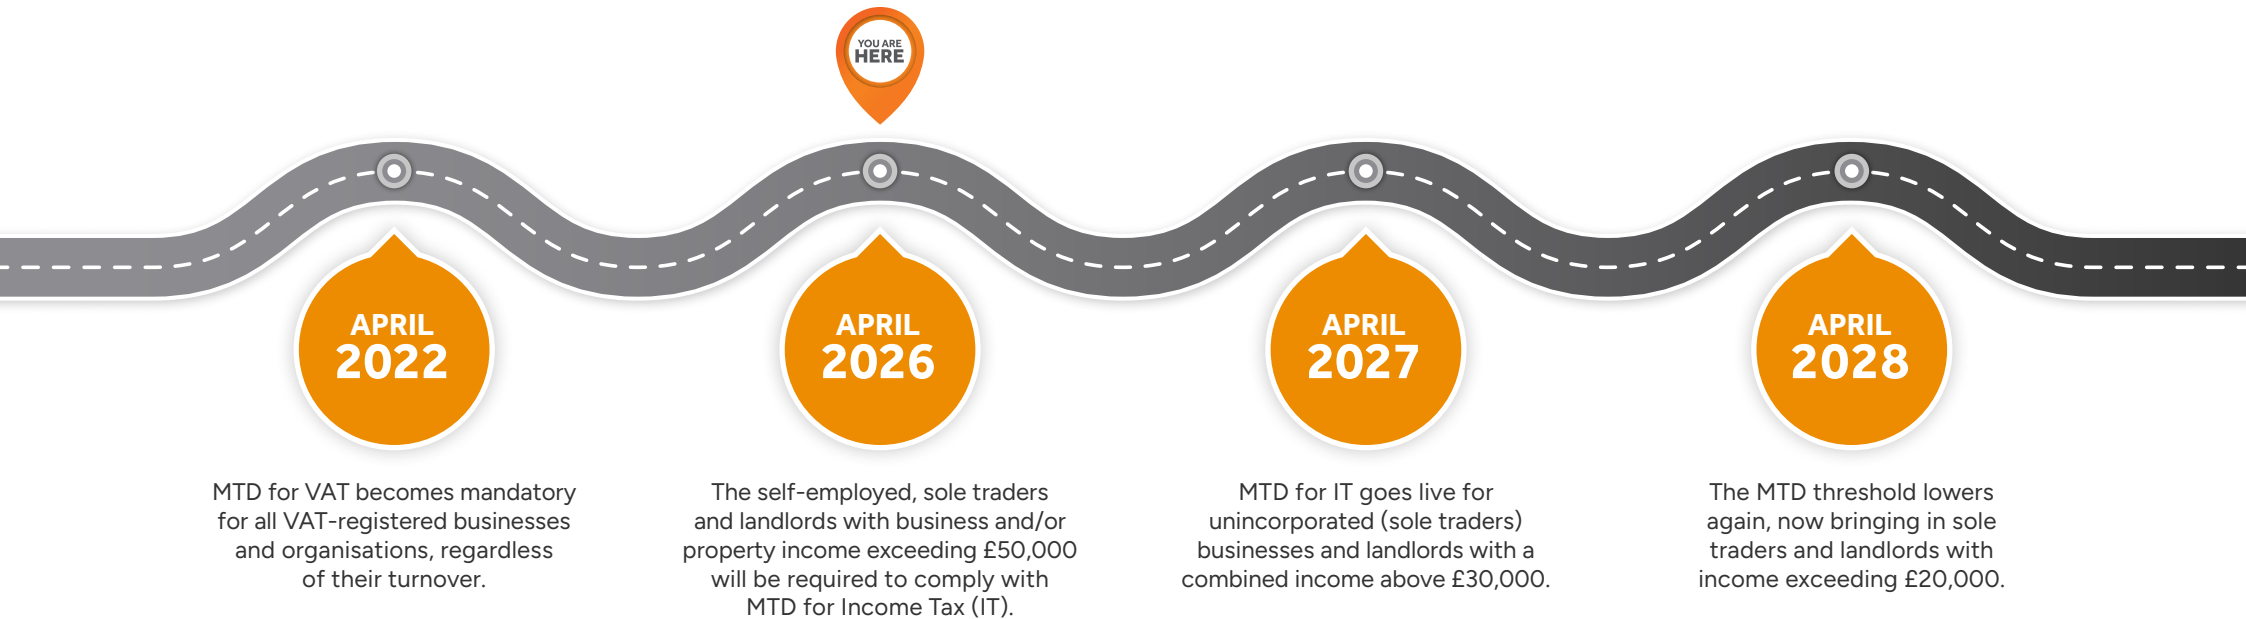 YOU ARE
HERE
APRIL
2022
MTD for VAT becomes mandatory
for all VAT-registered businesses
and organisations, regardless
of their turnover.
APRIL
2026
The self-employed, sole traders
and landlords with business and/or
property income exceeding £50,000
will be required to comply with
MTD for Income Tax (IT).
APRIL
2027
MTD for IT goes live for
unincorporated (sole traders)
businesses and landlords with a
combined income above £30,000.
APRIL
2028
The MTD threshold lowers
again, now bringing in sole
traders and landlords with
income exceeding £20,000.